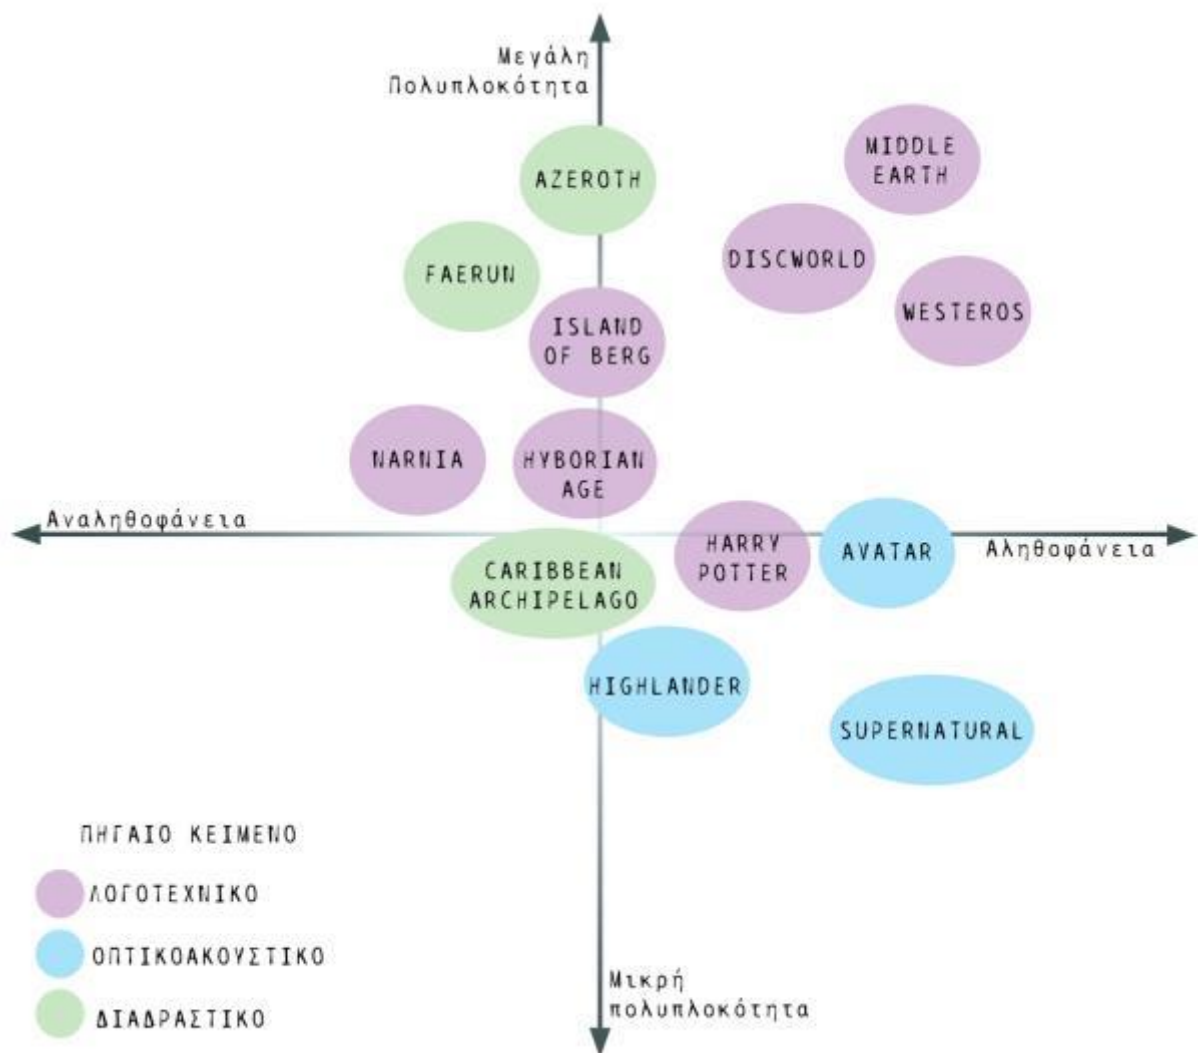 Μεγάλη
Πολυπλοκότητα
MIDDLE
EARTH
AZEROTH
DISCWORLD
FAERUN
WESTEROS
ISLAND
OF BERG
NARNIA
HYBORIAN
AGE
Αναληθοφάνεια
HARRY
POTTER
AVATAR
Αληθοφάνεια
CARIBBEAN
ARCHIPELAGO
HIGHLANDER
SUPERNATURAL
ΠΗΓΑΙΟ ΚΕΙΜΕΝΟ
ΛΟΓΟΤΕΧΝΙΚΟ
ΟΠΤΙΚΟΑΚΟΥΣΤΙΚΟ
ΔΙΑΔΡΑΣΤΙΚΟ
Μικρή
πολυπλοκότητα